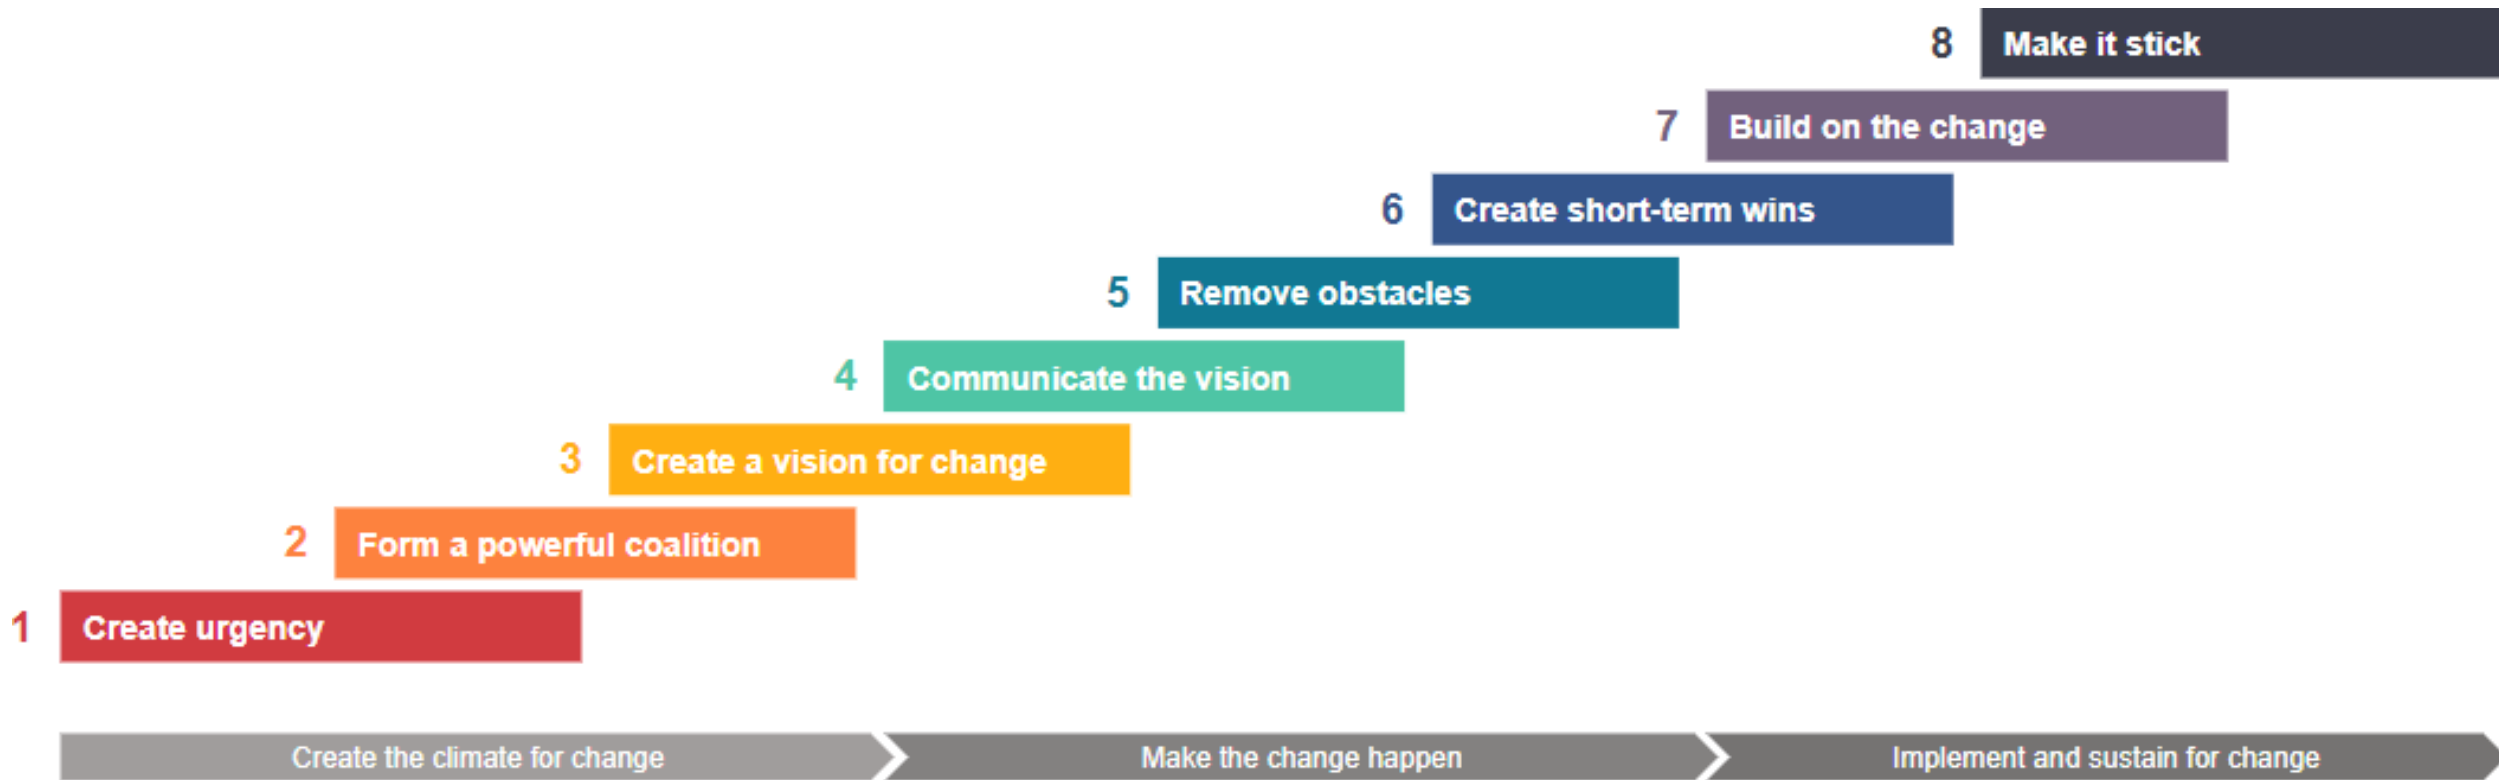 8 Make it stick
7 Build on the change
6 Create short-term wins
5 Remove obstacles
4 Communicate the vision
3 Create a vision for change
2 Form a powerful coalition
1 Create urgency
Create the climate for change
Make the change happen
Implement and sustain for change